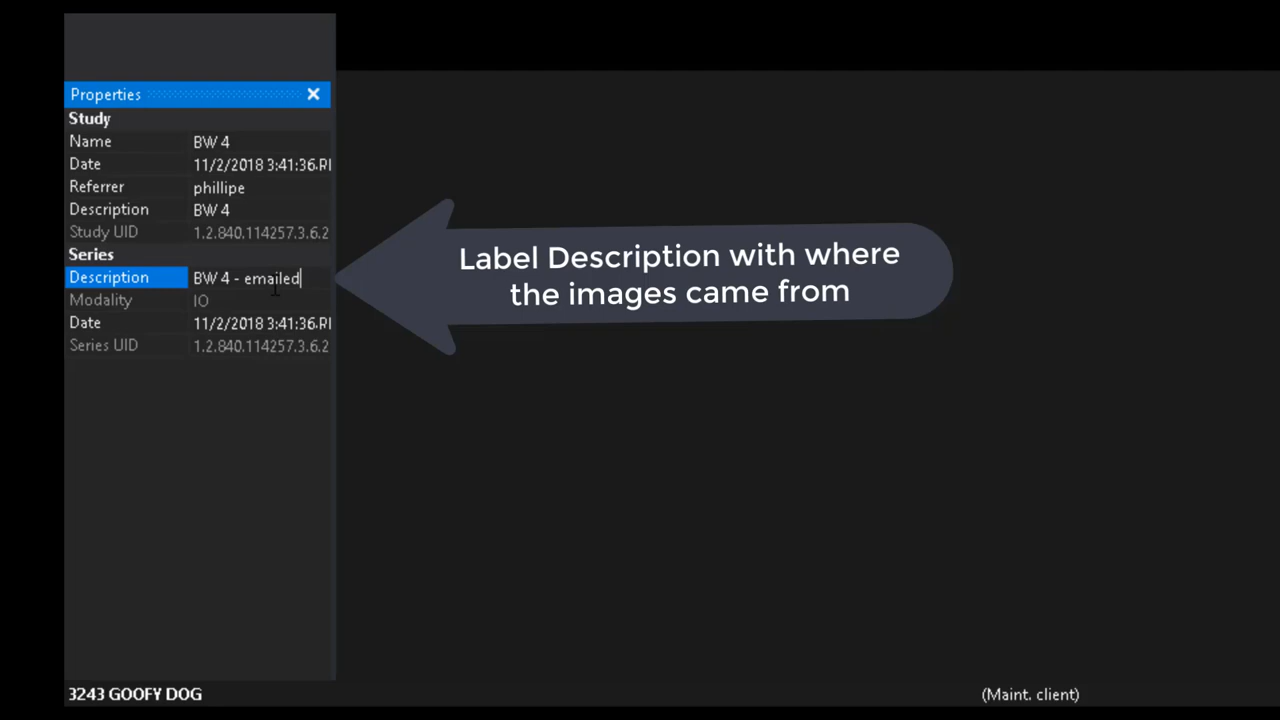 Properties
Study
Name BW 4
Date 11/2/2018 3:41:36
Referrer phillipe
Description BW 4
Study UID 1.2.840.114257.3.6.2
Series
Description BW 4 - emailed
Label Description with where
the images came from
Modality IO
Date 11/2/2018 3:41:36
Series UID 1.2.840.114257.3.6.2
3243 GOOFY DOG
(Maint. client)